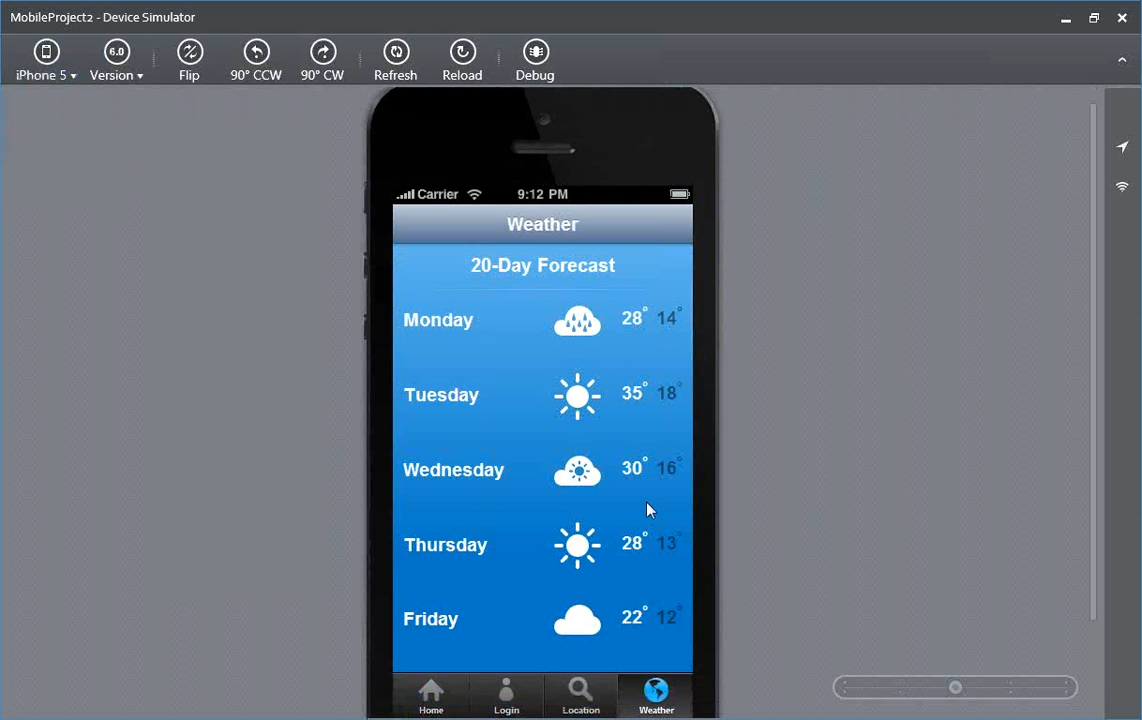 MobileProject2 - Device Simulator
6.0
iPhone 5 Version Flip 90° CCW 90° CW Refresh Reload Debug
Carrier 9:12 PM
Weather
20-Day Forecast
Monday 28° 14°
Tuesday 35° 18°
Wednesday 30° 16°
Thursday 28° 13°
Friday 22° 12°
Home Login Location Weather